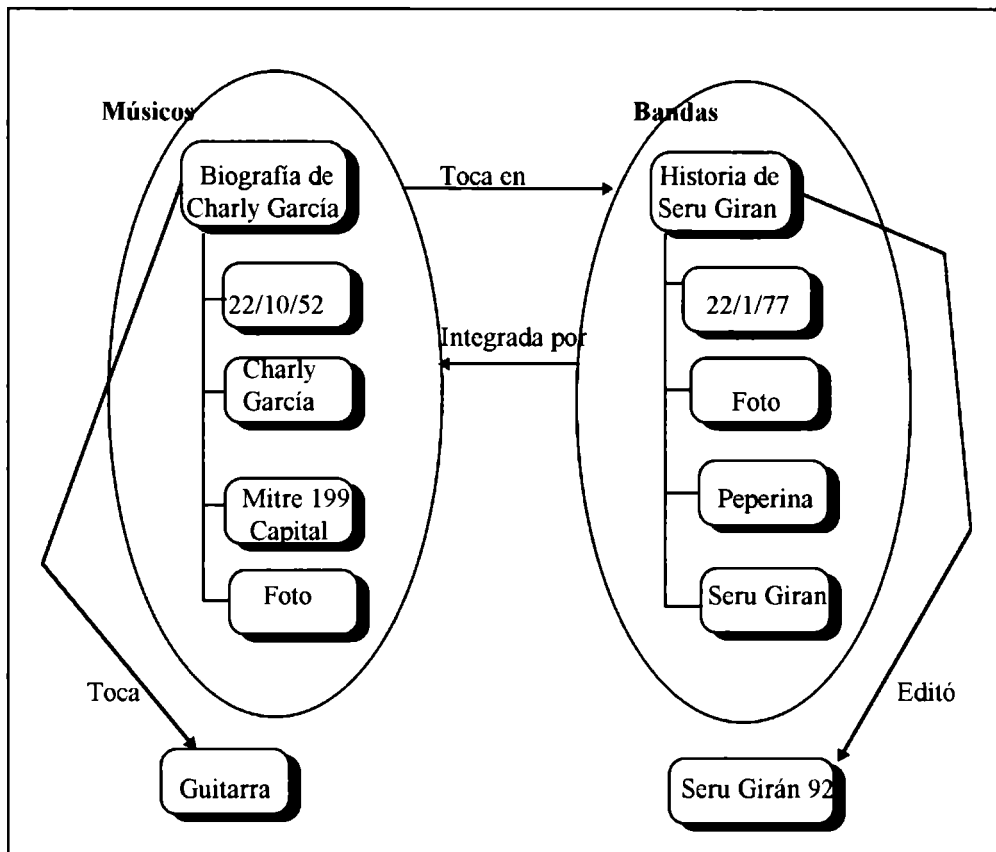 Músicos
Biografía de
Charly García
22/10/52
Charly
García
Mitre 199
Capital
Foto
Toca en
Integrada por
Bandas
Historia de
Seru Giran
22/1/77
Foto
Peperina
Seru Giran
Toca
Guitarra
Editó
Seru Girán 92